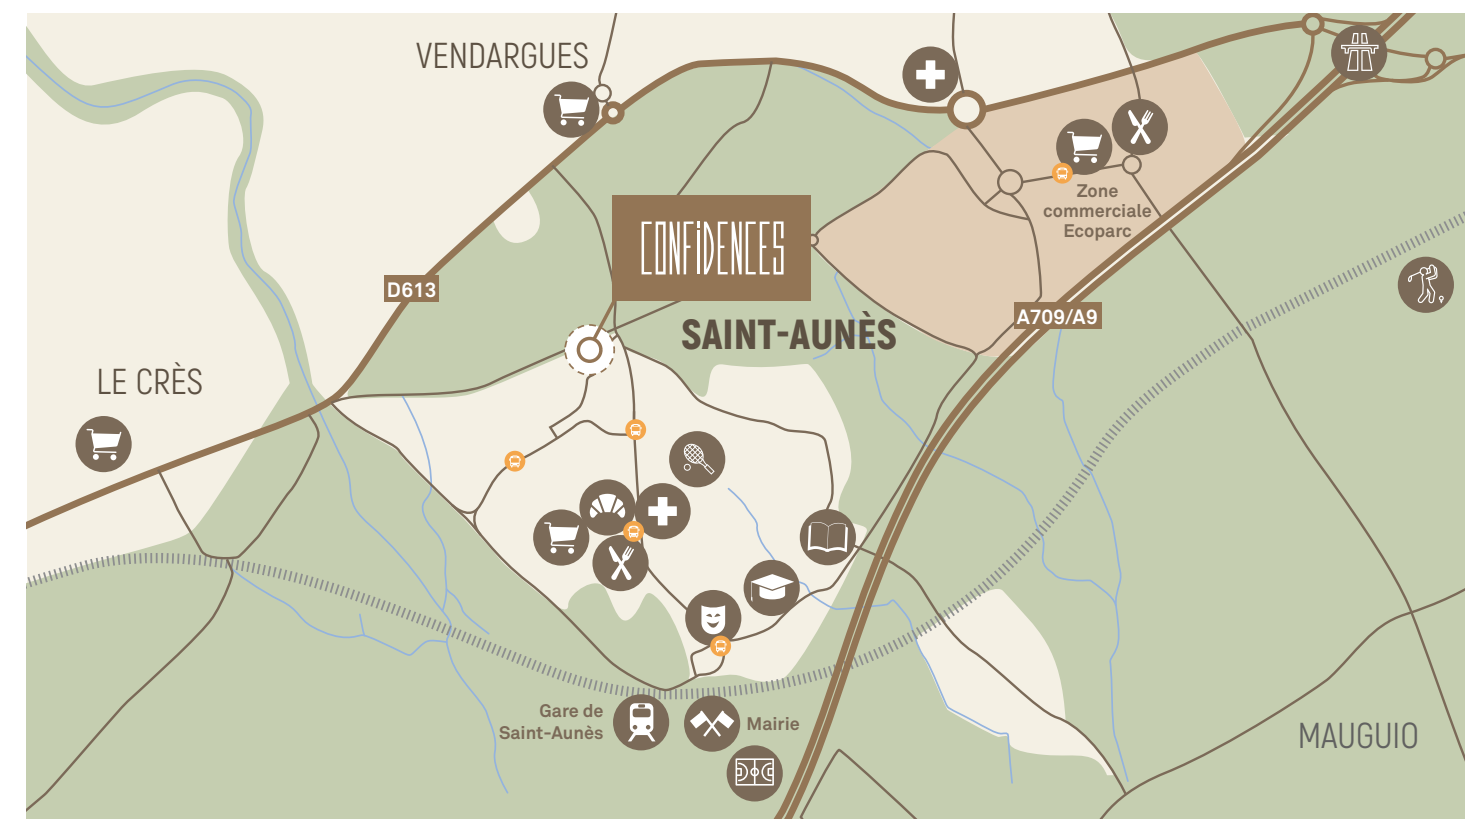 VENDARGUES
Zone
commerciale
Ecoparc
CONFiDENCES
D613
A709/A9
SAINT-AUNÈS
LE CRÈS
Gare de
Saint-Aunès
Mairie
MAUGUIO